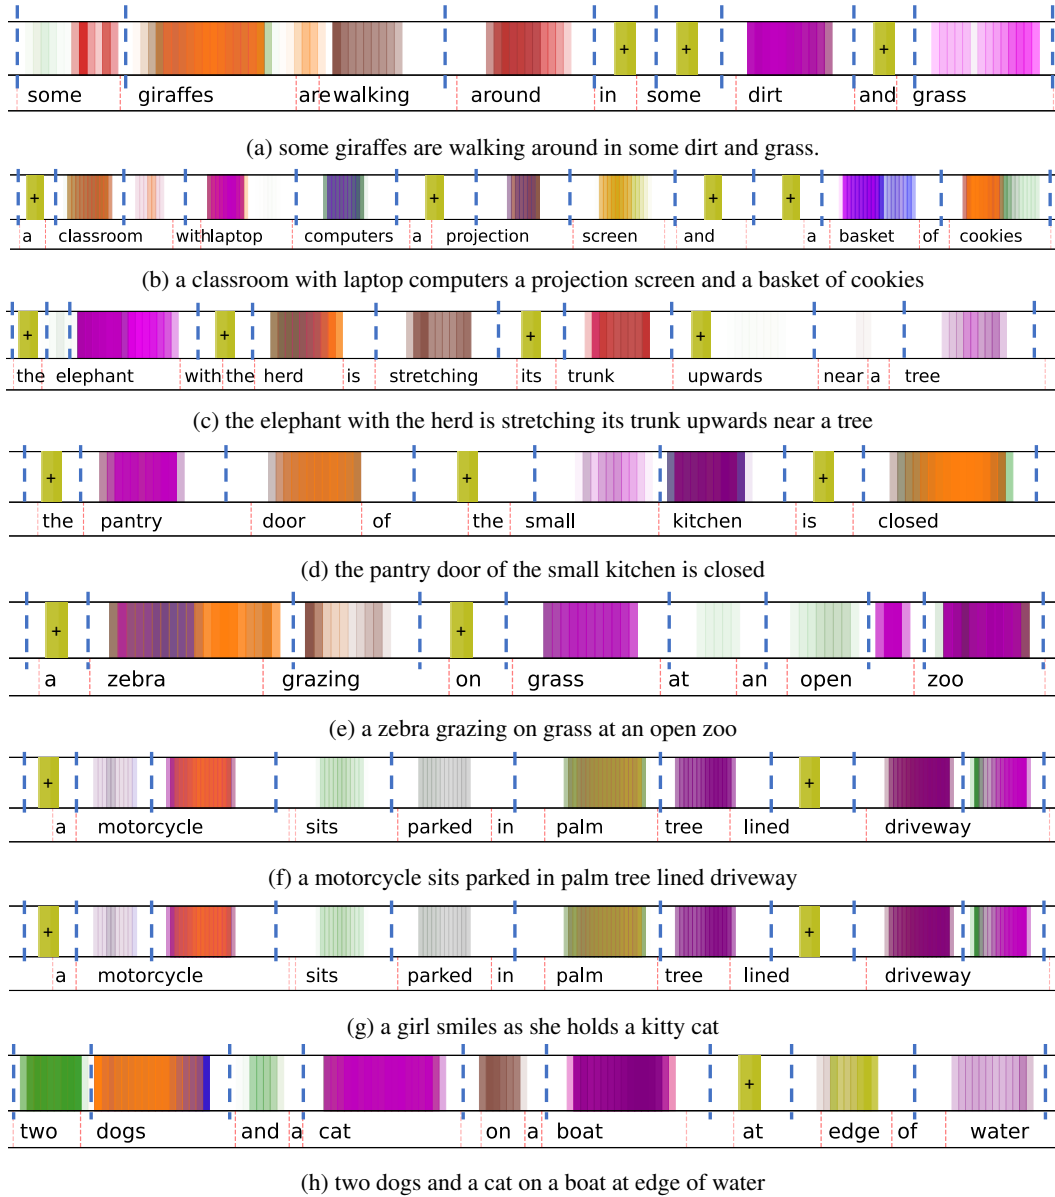 + + +
some giraffes are walking around in some dirt and grass
(a) some giraffes are walking around in some dirt and grass.
+ + + +
a classroom with laptop computers a projection screen and a basket of cookies
(b) a classroom with laptop computers a projection screen and a basket of cookies
+ + + +
the elephant with the herd is stretching its trunk upwards near a tree
(c) the elephant with the herd is stretching its trunk upwards near a tree
+ + +
the pantry door of the small kitchen is closed
(d) the pantry door of the small kitchen is closed
+ +
a zebra grazing on grass at an open zoo
(e) a zebra grazing on grass at an open zoo
+ +
a motorcycle sits parked in palm tree lined driveway
(f) a motorcycle sits parked in palm tree lined driveway
+ +
a motorcycle sits parked in palm tree lined driveway
(g) a girl smiles as she holds a kitty cat
+
two dogs and a cat on a boat at edge of water
(h) two dogs and a cat on a boat at edge of water